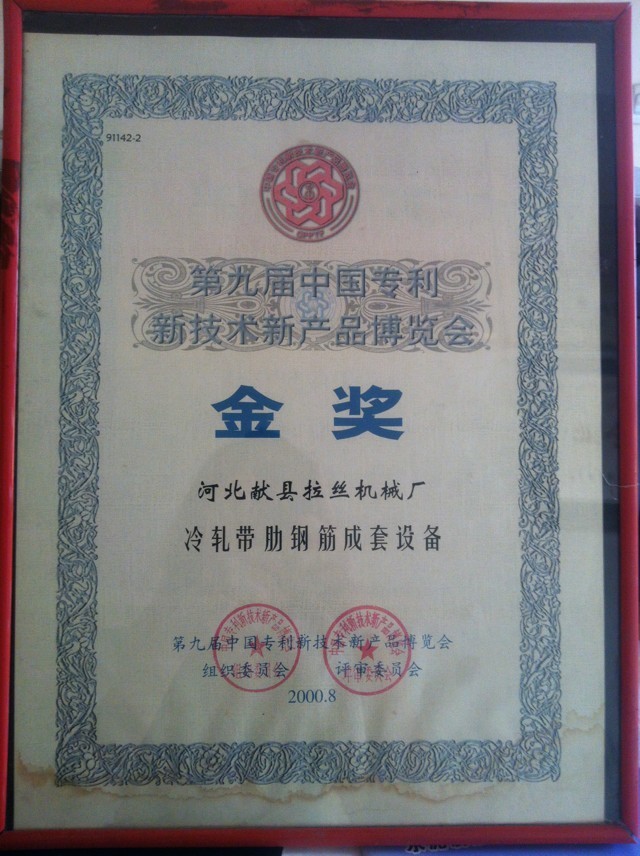 91142-2
第九届中国专利
新技术新产品博览会
金奖
河北献县拉丝机械厂
冷轧带肋钢筋成套设备
第九届中国专利新技术新产品博览会
组织委员会 评审委员会
2000.8